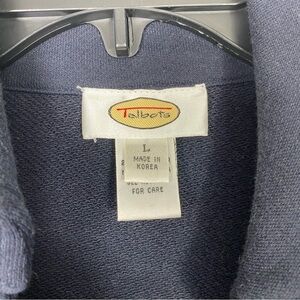 Talbots
L
MADE IN
KOREA
FOR CARE